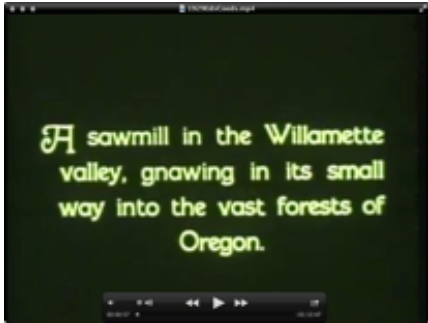 A sawmill in the Willamette
valley, gnawing in its small
way into the vast forests of
Oregon.